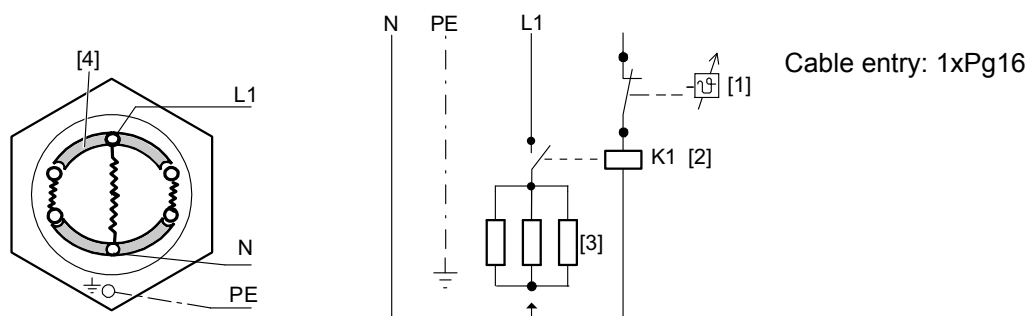 N PE L1
[4]
L1
Cable entry: 1xPg16
ϑ [1]
K1 [2]
[3]
N
PE